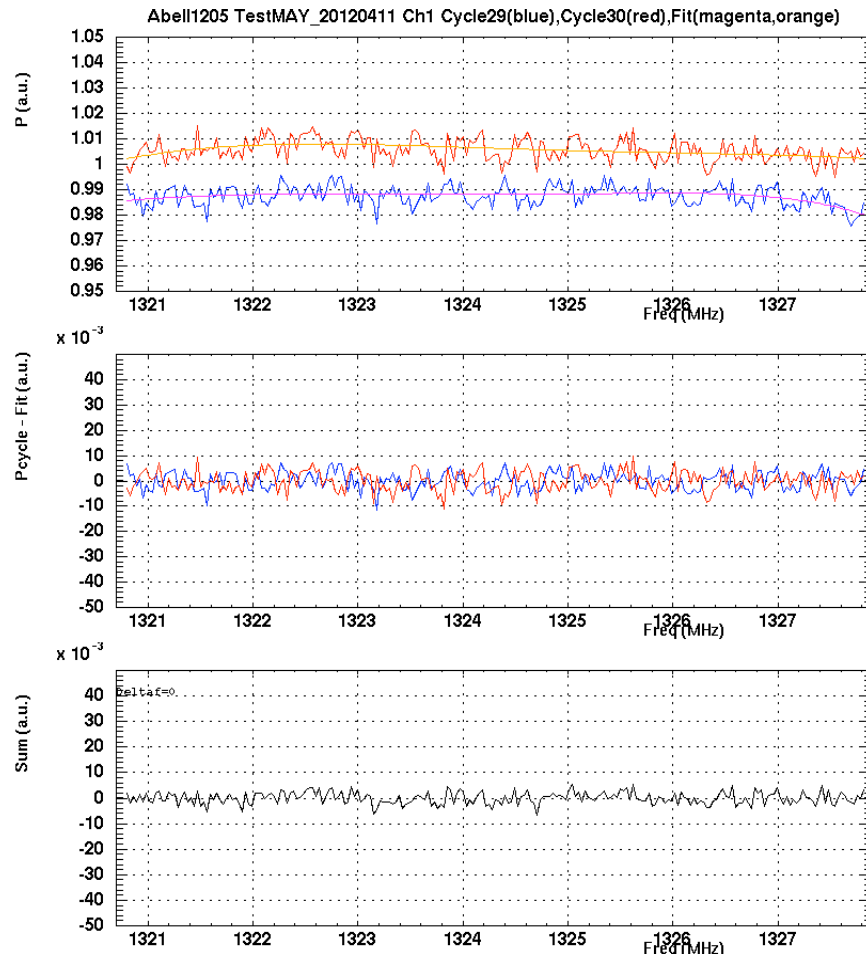 Abell1205 TestMAY_20120411 Ch1 Cycle29(blue),Cycle30(red),Fit(magenta,orange)
P (a.u.)
1.05
1.04
1.03
1.02
1.01
1
0.99
0.98
0.97
0.96
0.95
1321 1322 1323 1324 1325 1326 1327
Freq (MHz)
x 10⁻³
Pcycle - Fit (a.u.)
40
30
20
10
0
-10
-20
-30
-40
-50
1321 1322 1323 1324 1325 1326 1327
Freq (MHz)
x 10⁻³
Sum (a.u.)
Deltaf=0
40
30
20
10
0
-10
-20
-30
-40
-50
1321 1322 1323 1324 1325 1326 1327
Freq (MHz)